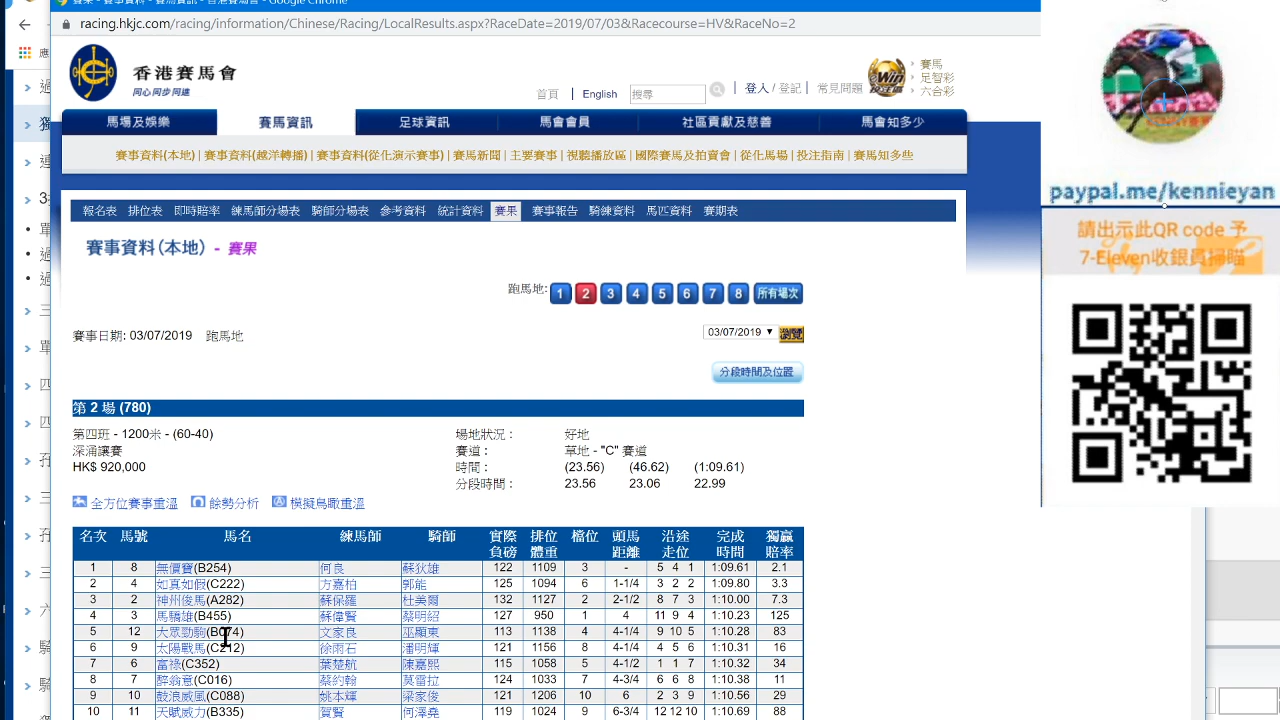 賽果 - 賽事資料 - 賽馬資訊 - 香港賽馬會 - Google Chrome
racing.hkjc.com/racing/information/Chinese/Racing/LocalResults.aspx?RaceDate=2019/07/03&Racecourse=HV&RaceNo=2
香港賽馬會
同心同步同進
首頁 | English 搜尋 | 登入 / 登記 | 常見問題
eWin
賽馬
足智彩
六合彩
馬場及娛樂 賽馬資訊 足球資訊 馬會會員 社區貢獻及慈善 馬會知多少
賽事資料(本地) | 賽事資料(越洋轉播) | 賽事資料(從化演示賽事) | 賽馬新聞 | 主要賽事 | 視聽播放區 | 國際賽馬及拍賣會 | 從化馬場 | 投注指南 | 賽馬知多些
報名表 排位表 即時賠率 練馬師分場表 騎師分場表 參考資料 統計資料 賽果 賽事報告 騎練資料 馬匹資料 賽期表
賽事資料(本地) - 賽果
跑馬地: 1 2 3 4 5 6 7 8 所有場次
賽事日期: 03/07/2019 跑馬地
03/07/2019 ▼ 瀏覽
分段時間及位置
第 2 場 (780)
第四班 - 1200米 - (60-40) 場地狀況 : 好地
深涌讓賽 賽道 : 草地 - "C" 賽道
HK$ 920,000 時間 : (23.56) (46.62) (1:09.61)
分段時間 : 23.56 23.06 22.99
全方位賽事重溫 餘勢分析 模擬鳥瞰重溫
名次 馬號 馬名 練馬師 騎師 實際負磅 排位體重 檔位 頭馬距離 沿途走位 完成時間 獨贏賠率
1 8 無價寶(B254) 何良 蘇狄雄 122 1109 3 - 5 4 1 1:09.61 2.1
2 4 如真如假(C222) 方嘉柏 郭能 125 1094 6 1-1/4 3 2 2 1:09.80 3.3
3 2 神州俊馬(A282) 蘇保羅 杜美爾 132 1127 2 2-1/2 8 7 3 1:10.00 7.3
4 3 馬驕雄(B455) 蘇偉賢 蔡明紹 127 950 1 4 11 9 4 1:10.23 125
5 12 大眾勁駒(B074) 文家良 巫顯東 113 1138 4 4-1/4 9 10 5 1:10.28 83
6 9 太陽戰馬(C212) 徐雨石 潘明輝 121 1156 8 4-1/4 4 5 6 1:10.31 16
7 6 富祿(C352) 葉楚航 陳嘉熙 115 1058 5 4-1/2 1 1 7 1:10.32 34
8 7 醉翁意(C016) 蔡約翰 莫雷拉 124 1033 7 4-3/4 6 6 8 1:10.38 11
9 10 鼓浪威風(C088) 姚本輝 梁家俊 121 1206 10 6 2 3 9 1:10.56 29
10 11 天賦威力(B335) 賀賢 何澤堯 119 1024 9 6-3/4 12 12 10 1:10.69 88
KENNIEYAN
paypal.me/kennieyan
請出示此QR code 予
7-Eleven收銀員掃瞄